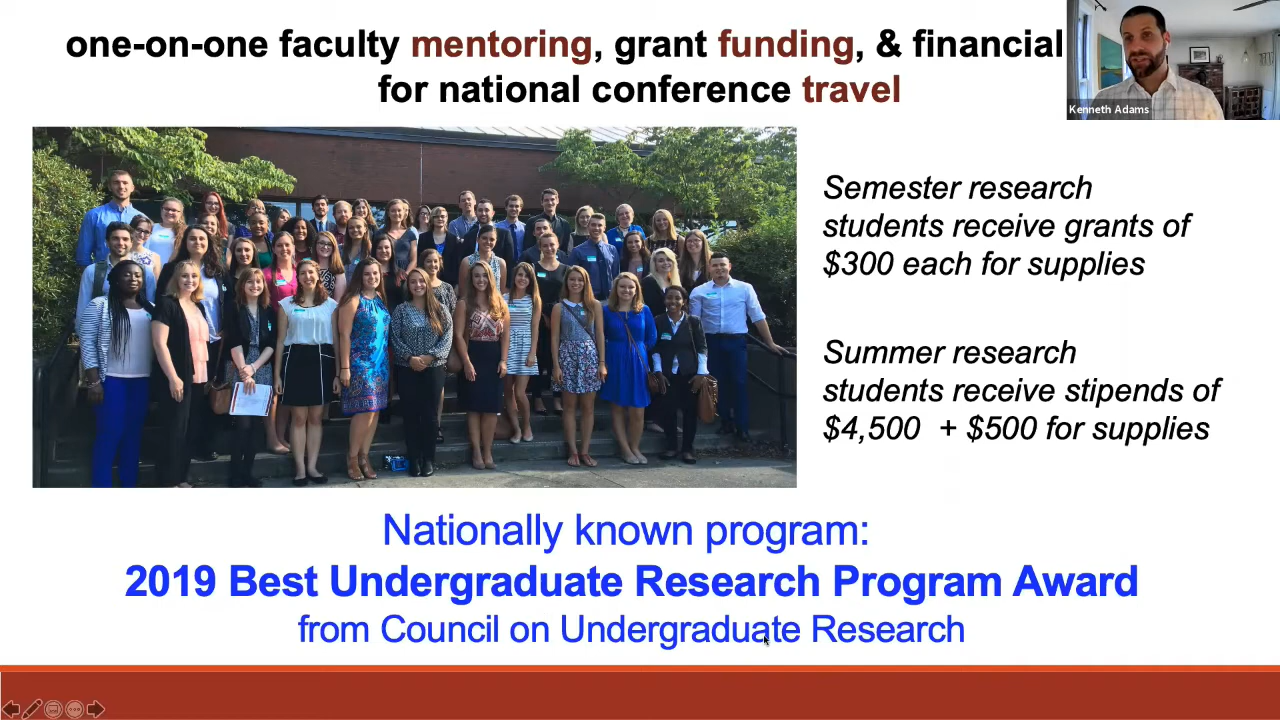 one-on-one faculty mentoring, grant funding, & financial
for national conference travel
Kenneth Adams
Semester research
students receive grants of
$300 each for supplies
Summer research
students receive stipends of
$4,500 + $500 for supplies
Nationally known program:
2019 Best Undergraduate Research Program Award
from Council on Undergraduate Research